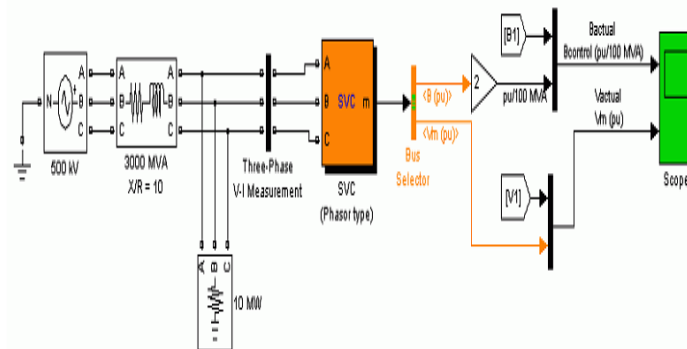 N
A
B
C
500 kV
A
B
C
A
B
C
3000 MVA
X/R = 10
Three-Phase
V-I Measurement
A
B
C
10 MW
A
B
C
SVC
m
SVC
(Phasor type)
<B (pu)>
<Vm (pu)>
Bus
Selector
2
pu/100 MVA
[B1]
Bactual
Bcontrol (pu/100 MVA)
Vactual
Vm (pu)
[V1]
Scope